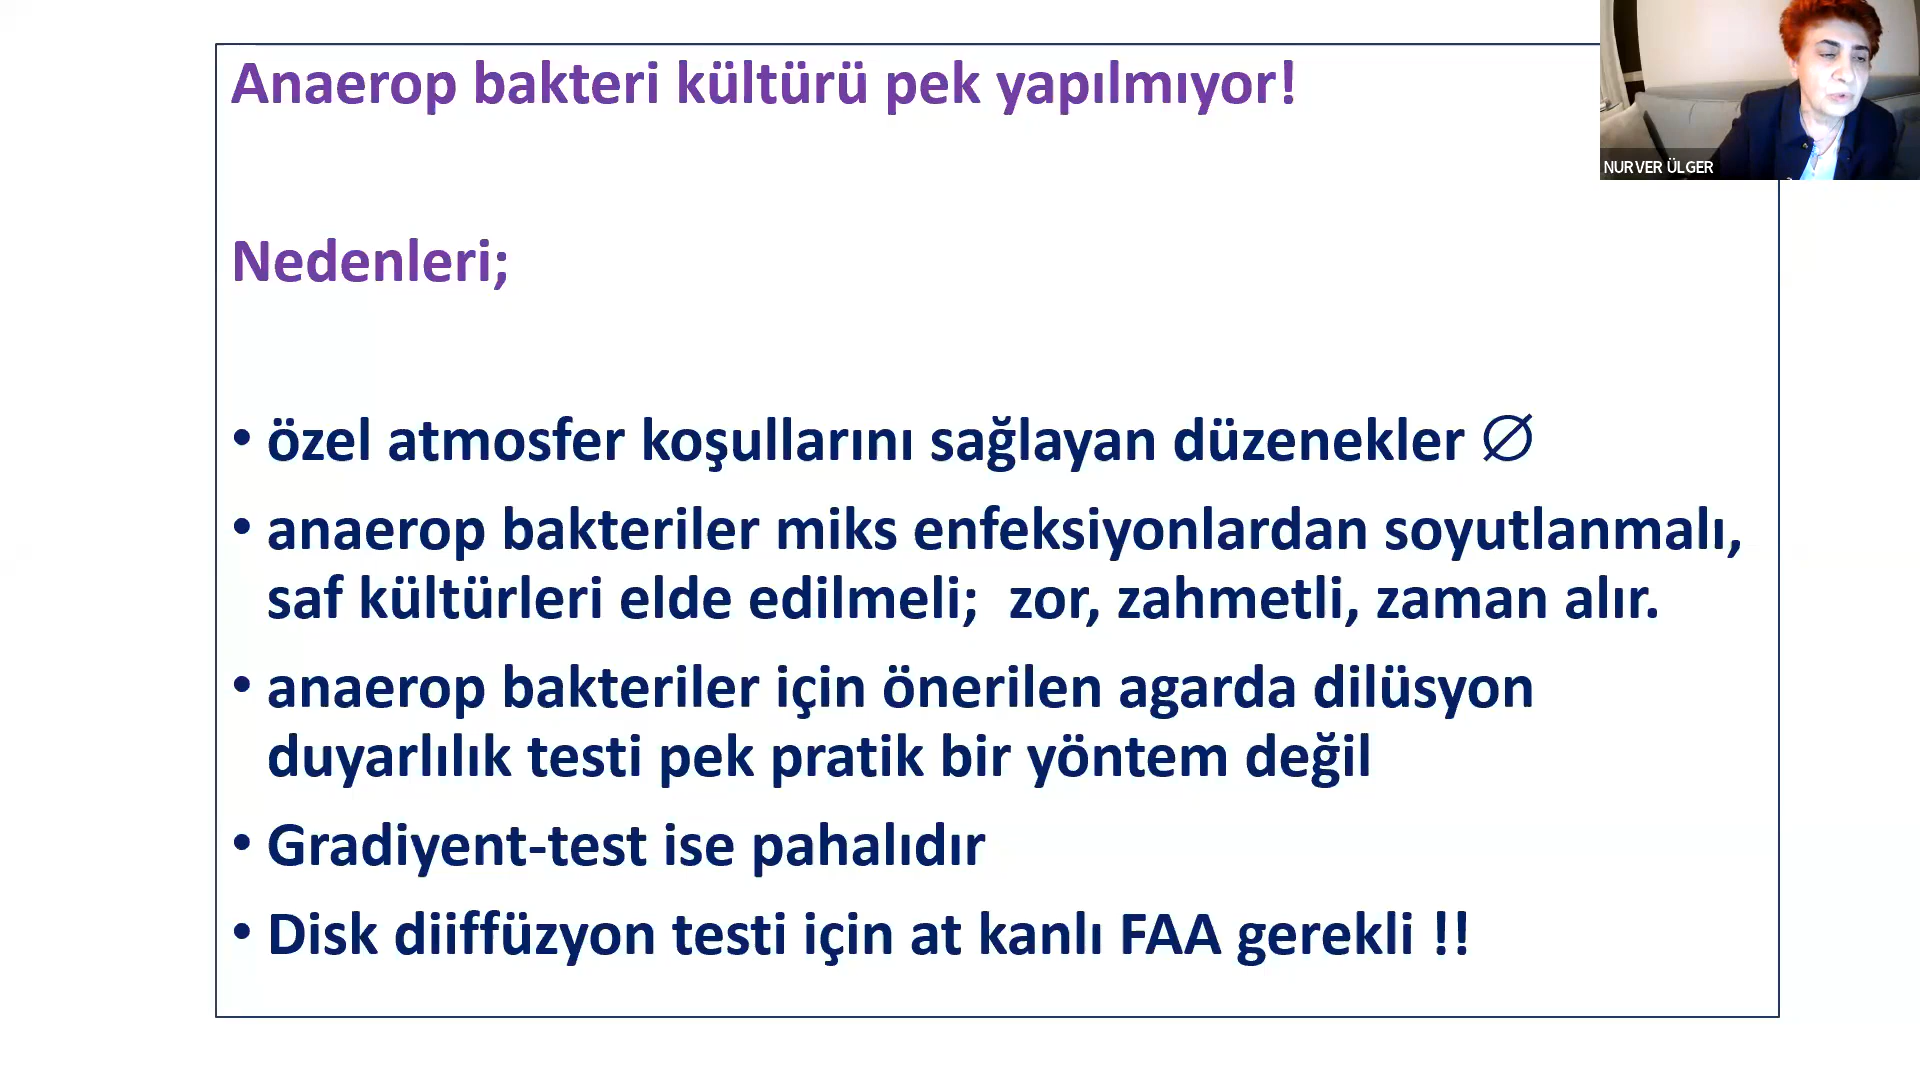 Anaerop bakteri kültürü pek yapılmıyor!
NURVER ÜLGER
Nedenleri;
• özel atmosfer koşullarını sağlayan düzenekler ∅
• anaerop bakteriler miks enfeksiyonlardan soyutlanmalı,
saf kültürleri elde edilmeli;  zor, zahmetli, zaman alır.
• anaerop bakteriler için önerilen agarda dilüsyon
duyarlılık testi pek pratik bir yöntem değil
• Gradiyent-test ise pahalıdır
• Disk diiffüzyon testi için at kanlı FAA gerekli !!